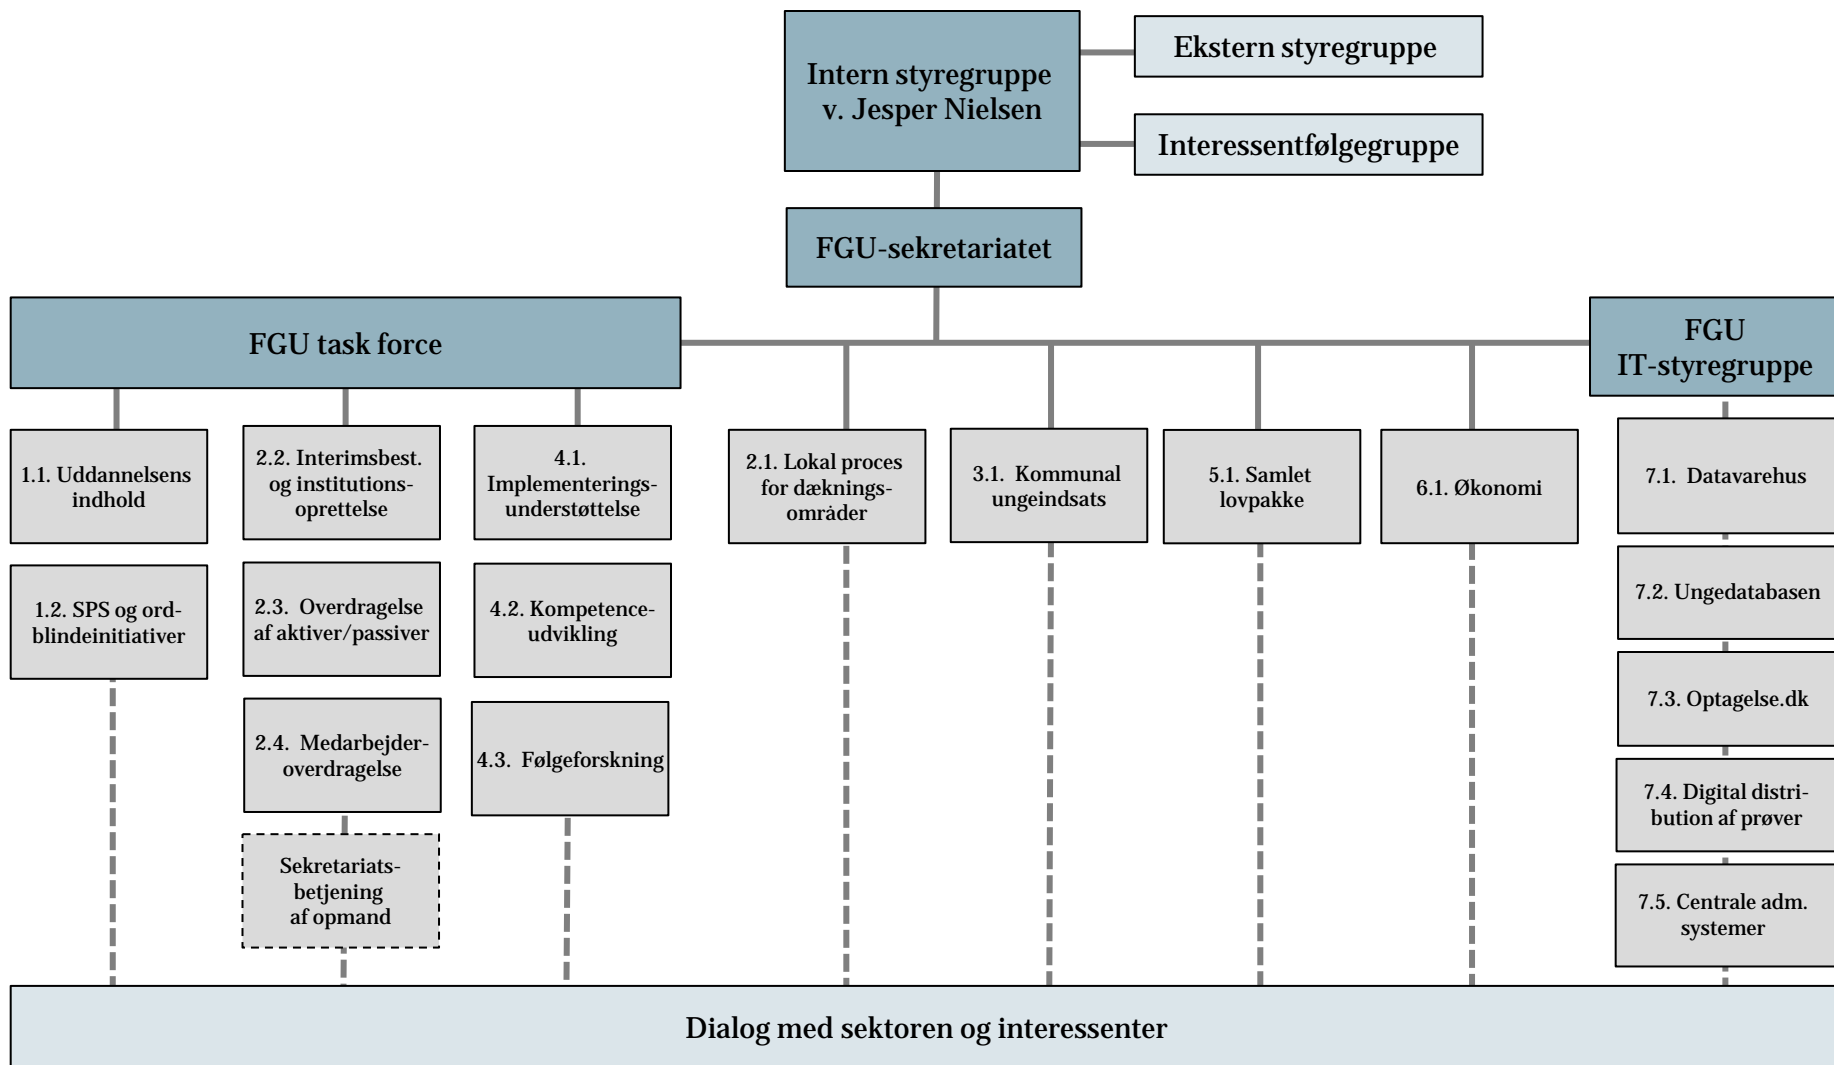 Intern styregruppe
v. Jesper Nielsen
Ekstern styregruppe
Interessentfølgegruppe
FGU-sekretariatet
FGU task force
FGU
IT-styregruppe
1.1. Uddannelsens
indhold
1.2. SPS og ord-
blindeinitiativer
2.2. Interimsbest.
og institutions-
oprettelse
2.3. Overdragelse
af aktiver/passiver
2.4. Medarbejder-
overdragelse
Sekretariats-
betjening
af opmand
4.1.
Implementerings-
understøttelse
4.2. Kompetence-
udvikling
4.3. Følgeforskning
2.1. Lokal proces
for dæknings-
områder
3.1. Kommunal
ungeindsats
5.1. Samlet
lovpakke
6.1. Økonomi
7.1. Datavarehus
7.2. Ungedatabasen
7.3. Optagelse.dk
7.4. Digital distri-
bution af prøver
7.5. Centrale adm.
systemer
Dialog med sektoren og interessenter